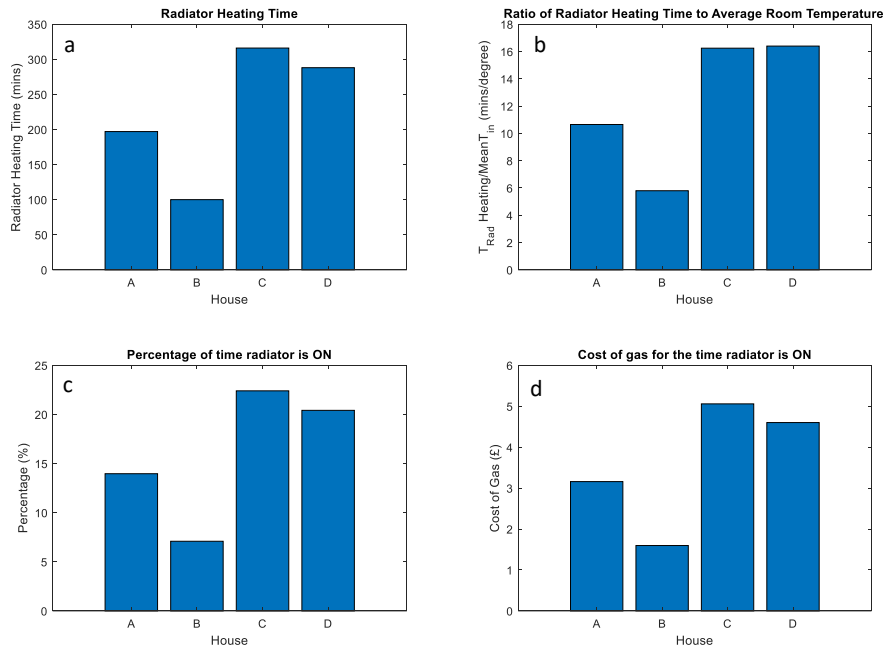 Radiator Heating Time
a
Radiator Heating Time (mins)
350
300
250
200
150
100
50
0
A B C D
House
Ratio of Radiator Heating Time to Average Room Temperature
b
T_Rad Heating/MeanT_in (mins/degree)
18
16
14
12
10
8
6
4
2
0
A B C D
House
Percentage of time radiator is ON
c
Percentage (%)
25
20
15
10
5
0
A B C D
House
Cost of gas for the time radiator is ON
d
Cost of Gas (£)
6
5
4
3
2
1
0
A B C D
House